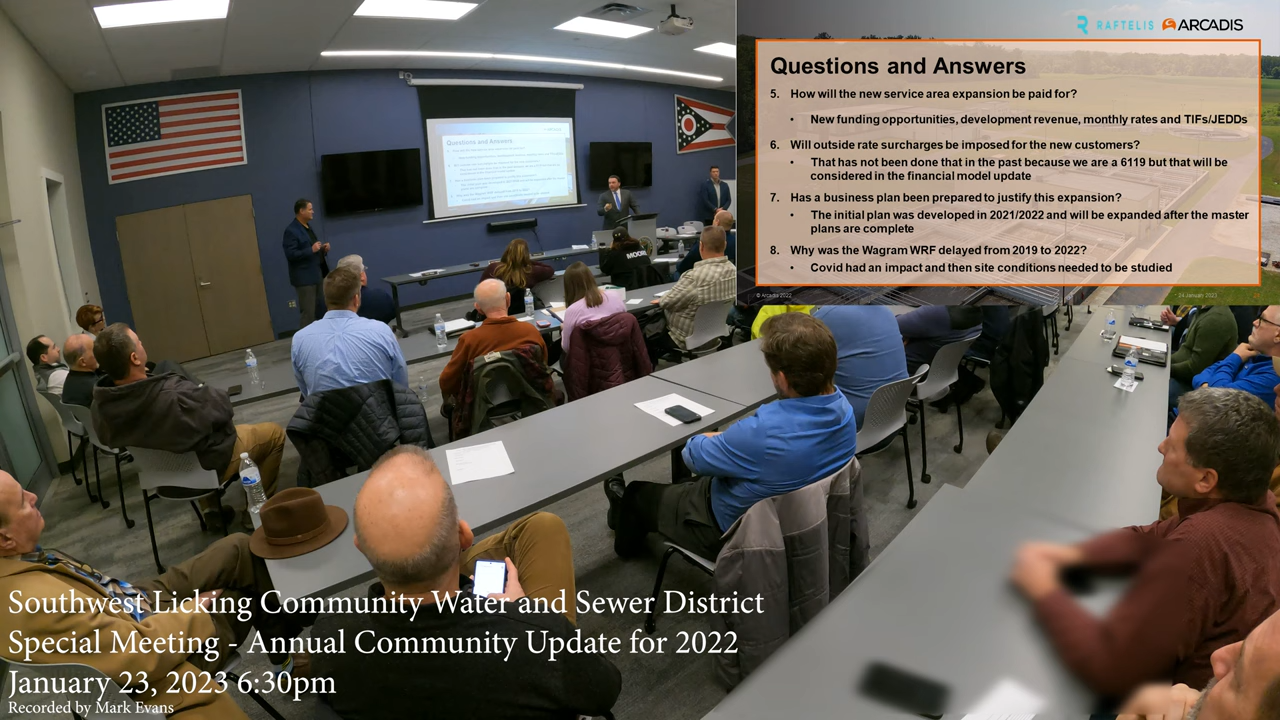 RAFTELIS ARCADIS
Questions and Answers
5. How will the new service area expansion be paid for?
• New funding opportunities, development revenue, monthly rates and TIFs/JEDDs
6. Will outside rate surcharges be imposed for the new customers?
• That has not been done that in the past because we are a 6119 but that will be
considered in the financial model update
7. Has a business plan been prepared to justify this expansion?
• The initial plan was developed in 2021/2022 and will be expanded after the master
plans are complete
8. Why was the Wagram WRF delayed from 2019 to 2022?
• Covid had an impact and then site conditions needed to be studied
© Arcadis 2022
24 January 2023
Questions and Answers
MOORE
Southwest Licking Community Water and Sewer District
Special Meeting - Annual Community Update for 2022
January 23, 2023 6:30pm
Recorded by Mark Evans